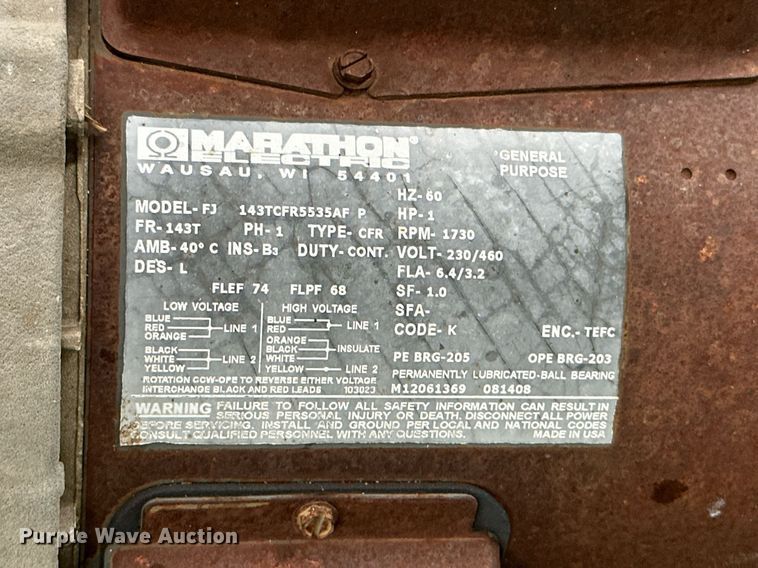 MARATHON®
ELECTRIC
WAUSAU, WI 54401
GENERAL
PURPOSE
HZ-60
MODEL-FJ 143TCFR5535AF P HP-1
FR-143T PH-1 TYPE-CFR RPM-1730
AMB-40° C INS-B3 DUTY-CONT. VOLT-230/460
DES-L FLA-6.4/3.2
FLEF 74 FLPF 68 SF-1.0
SFA-
LOW VOLTAGE HIGH VOLTAGE CODE-K ENC.-TEFC
BLUE
RED LINE 1
ORANGE
BLACK
WHITE LINE 2
YELLOW
BLUE
RED LINE 1
ORANGE
BLACK INSULATE
WHITE
YELLOW LINE 2
PE BRG-205 OPE BRG-203
PERMANENTLY LUBRICATED-BALL BEARING
ROTATION CCW-OPE TO REVERSE EITHER VOLTAGE
INTERCHANGE BLACK AND RED LEADS 103023 M12061369 081408
WARNING FAILURE TO FOLLOW ALL SAFETY INFORMATION CAN RESULT IN
SERIOUS PERSONAL INJURY OR DEATH. DISCONNECT ALL POWER
BEFORE SERVICING. INSTALL AND GROUND PER LOCAL AND NATIONAL CODES
CONSULT QUALIFIED PERSONNEL WITH ANY QUESTIONS. MADE IN USA
Purple Wave Auction®